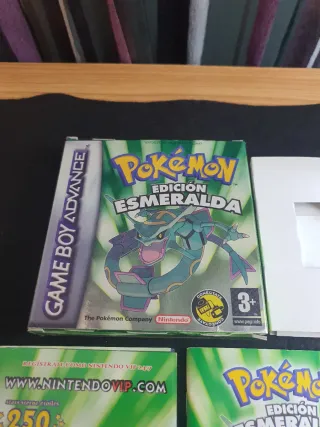 GAME BOY ADVANCE
POKéMON
EDICIÓN
ESMERALDA
The Pokémon Company
Nintendo
3+
www.pegi.info
WWW.NINTENDOVIP.COM
250
POKéMON